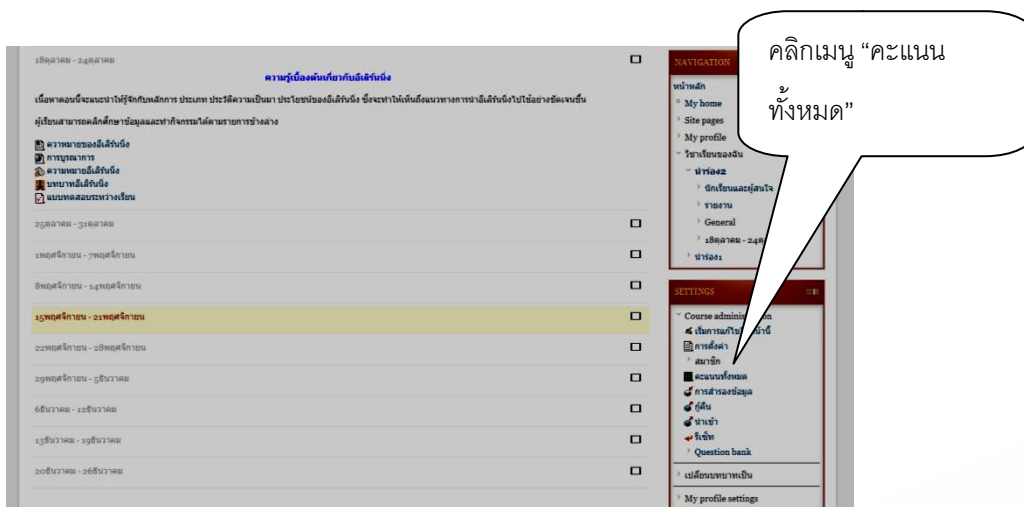 คลิกเมนู “คะแนน
ทั้งหมด”
18ตุลาคม - 24ตุลาคม
ความรู้เบื้องต้นเกี่ยวกับอีเลิร์นนิ่ง
เนื้อหาตอนนี้จะแนะนำให้รู้จักกับหลักการ ประเภท ประวัติความเป็นมา ประโยชน์ของอีเลิร์นนิ่ง ซึ่งจะทำให้เห็นถึงแนวทางการนำอีเลิร์นนิ่งไปใช้อย่างชัดเจนขึ้น
ผู้เรียนสามารถคลิกศึกษาข้อมูลและทำกิจกรรมได้ตามรายการข้างล่าง
ควาหมายของอีเลิร์นนิ่ง
การบูรณาการ
ความหมายอีเลิร์นนิ่ง
บทบาทอีเลิร์นนิ่ง
แบบทดสอบระหว่างเรียน
25ตุลาคม - 31ตุลาคม
1พฤศจิกายน - 7พฤศจิกายน
8พฤศจิกายน - 14พฤศจิกายน
15พฤศจิกายน - 21พฤศจิกายน
22พฤศจิกายน - 28พฤศจิกายน
29พฤศจิกายน - 5ธันวาคม
6ธันวาคม - 12ธันวาคม
13ธันวาคม - 19ธันวาคม
20ธันวาคม - 26ธันวาคม
NAVIGATION
หน้าหลัก
My home
Site pages
My profile
วิชาเรียนของฉัน
นำร่อง2
นักเรียนและผู้สนใจ
รายงาน
General
18ตุลาคม - 24
นำร่อง1
SETTINGS
Course administration
เริ่มการแก้ไขในหน้านี้
การตั้งค่า
สมาชิก
คะแนนทั้งหมด
การสำรองข้อมูล
กู้คืน
นำเข้า
รีเซ็ท
Question bank
เปลี่ยนบทบาทเป็น
My profile settings